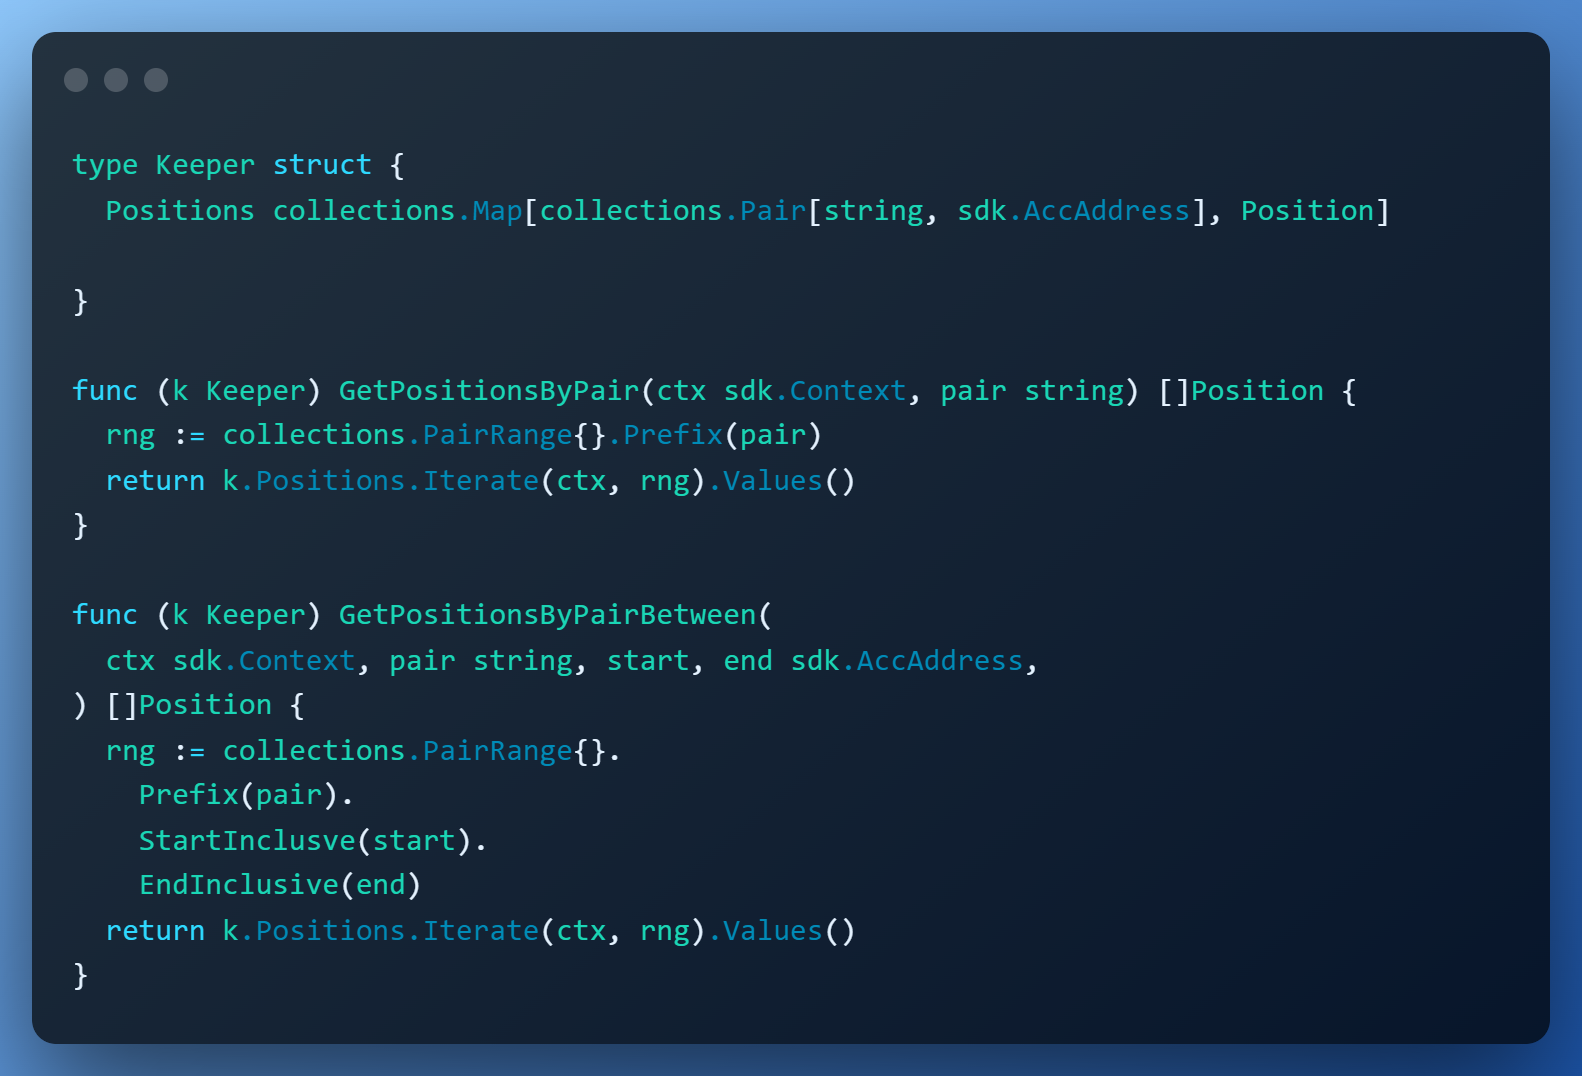 type Keeper struct {
  Positions collections.Map[collections.Pair[string, sdk.AccAddress], Position]
}
func (k Keeper) GetPositionsByPair(ctx sdk.Context, pair string) []Position {
  rng := collections.PairRange{}.Prefix(pair)
  return k.Positions.Iterate(ctx, rng).Values()
}
func (k Keeper) GetPositionsByPairBetween(
  ctx sdk.Context, pair string, start, end sdk.AccAddress,
) []Position {
  rng := collections.PairRange{}.
    Prefix(pair).
    StartInclusve(start).
    EndInclusive(end)
  return k.Positions.Iterate(ctx, rng).Values()
}